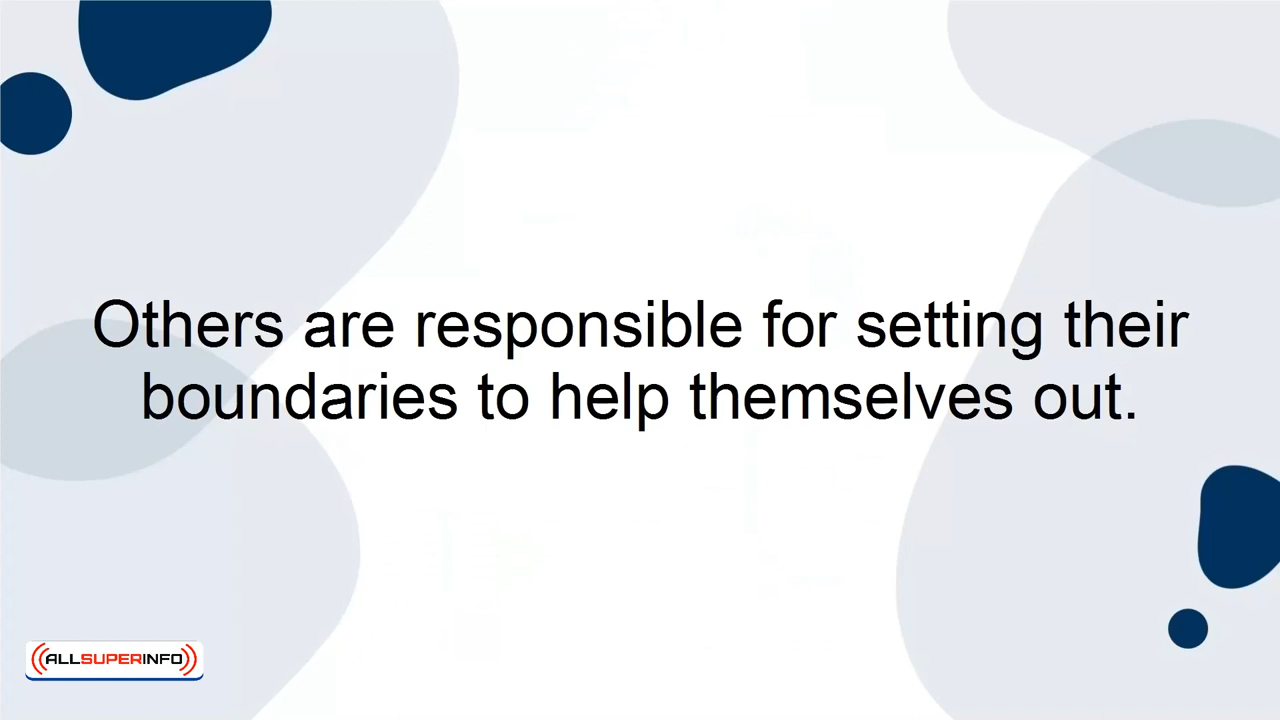 Others are responsible for setting their
boundaries to help themselves out.
ALLSUPERINFO